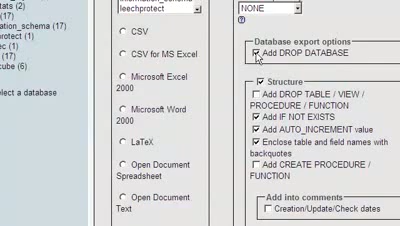 tats (2)
(17)
ation_schema (17)
protect (1)
ec (1)
(17)
cube (6)
elect a database
information_schema
leechprotect
CSV
CSV for MS Excel
Microsoft Excel
2000
Microsoft Word
2000
LaTeX
Open Document
Spreadsheet
Open Document
Text
NONE
Database export options
Add DROP DATABASE
Structure
Add DROP TABLE / VIEW /
PROCEDURE / FUNCTION
Add IF NOT EXISTS
Add AUTO_INCREMENT value
Enclose table and field names with
backquotes
Add CREATE PROCEDURE /
FUNCTION
Add into comments
Creation/Update/Check dates